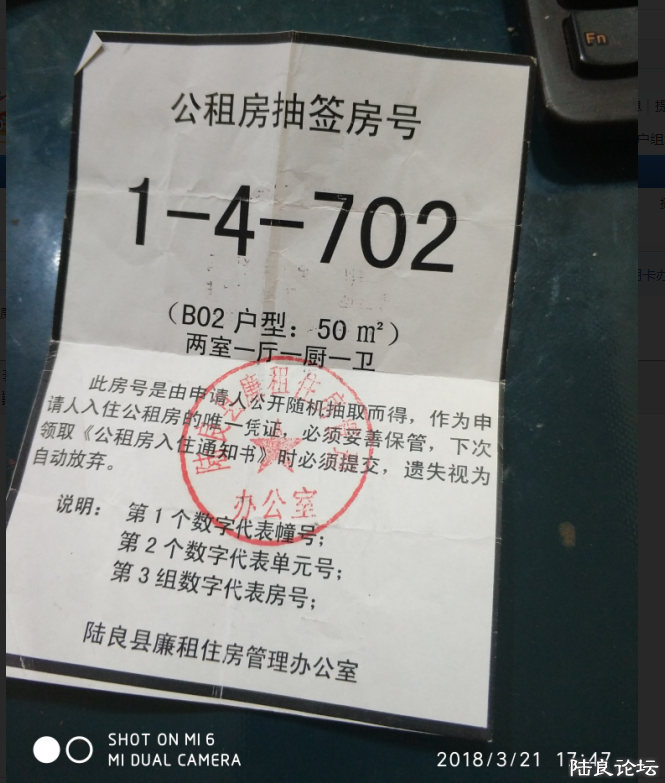 Fn
公租房抽签房号
1-4-702
(B02 户型：50 ㎡)
两室一厅一厨一卫
此房号是由申请人公开随机抽取而得，作为申
请人入住公租房的唯一凭证，必须妥善保管，下次
领取《公租房入住通知书》时必须提交，遗失视为
自动放弃。
陆良县廉租住房
办公室
说明：第1个数字代表幢号；
第2个数字代表单元号；
第3组数字代表房号；
陆良县廉租住房管理办公室
SHOT ON MI 6
MI DUAL CAMERA
2018/3/21 17:47
陆良论坛